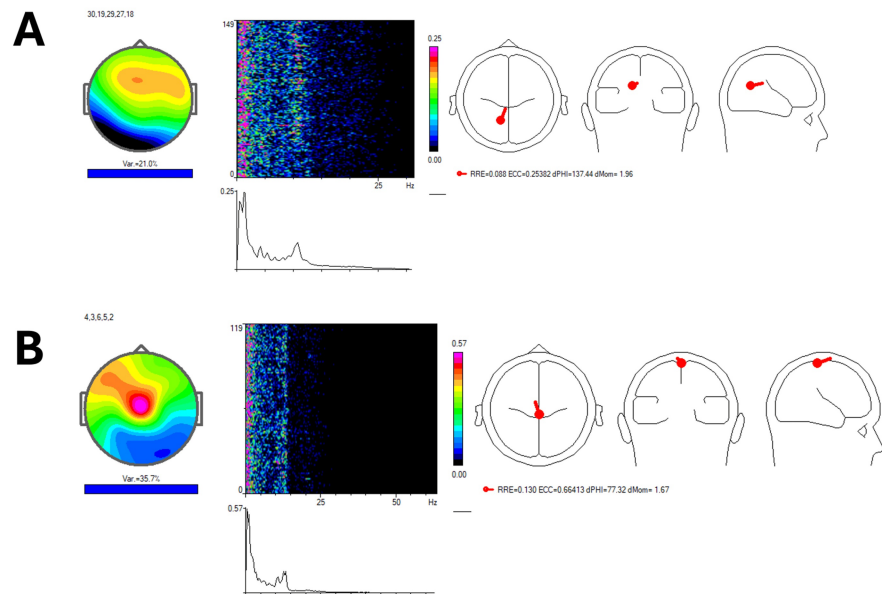 A
30,19,29,27,18
Var.=21.0%
149
0
25
Hz
0.25
0.00
0.25
0
RRE=0.088 ECC=0.25382 dPHI=137.44 dMom= 1.96
B
4,3,6,5,2
Var.=35.7%
119
0
25
50
Hz
0.57
0.00
0.57
0
RRE=0.130 ECC=0.66413 dPHI=77.32 dMom= 1.67